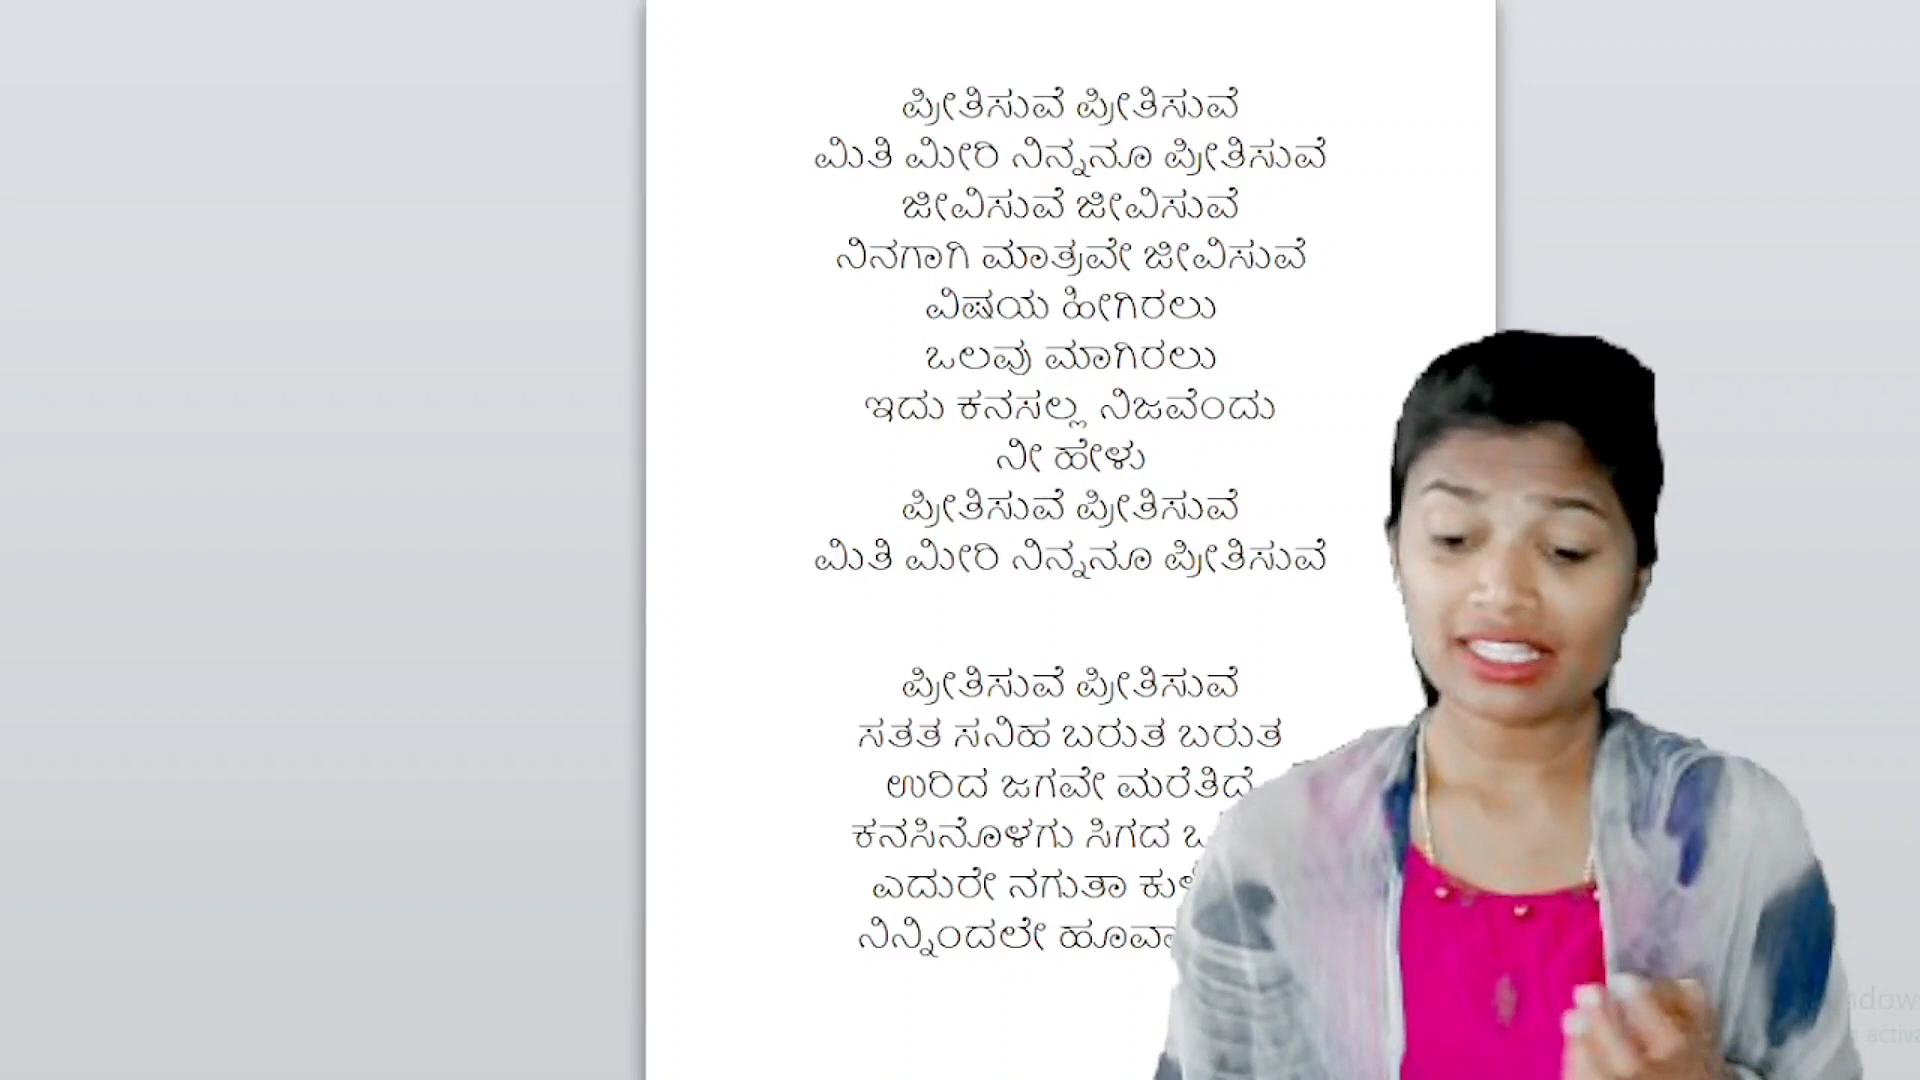 ಪ್ರೀತಿಸುವೆ ಪ್ರೀತಿಸುವೆ
ಮಿತಿ ಮೀರಿ ನಿನ್ನನೂ ಪ್ರೀತಿಸುವೆ
ಜೀವಿಸುವೆ ಜೀವಿಸುವೆ
ನಿನಗಾಗಿ ಮಾತ್ರವೇ ಜೀವಿಸುವೆ
ವಿಷಯ ಹೀಗಿರಲು
ಒಲವು ಮಾಗಿರಲು
ಇದು ಕನಸಲ್ಲ ನಿಜವೆಂದು
ನೀ ಹೇಳು
ಪ್ರೀತಿಸುವೆ ಪ್ರೀತಿಸುವೆ
ಮಿತಿ ಮೀರಿ ನಿನ್ನನೂ ಪ್ರೀತಿಸುವೆ
ಪ್ರೀತಿಸುವೆ ಪ್ರೀತಿಸುವೆ
ಸತತ ಸನಿಹ ಬರುತ ಬರುತ
ಉರಿದ ಜಗವೇ ಮರೆತಿದೆ
ಕನಸಿನೊಳಗು ಸಿಗದ
ಎದುರೇ ನಗುತಾ
ನಿನ್ನಿಂದಲೇ